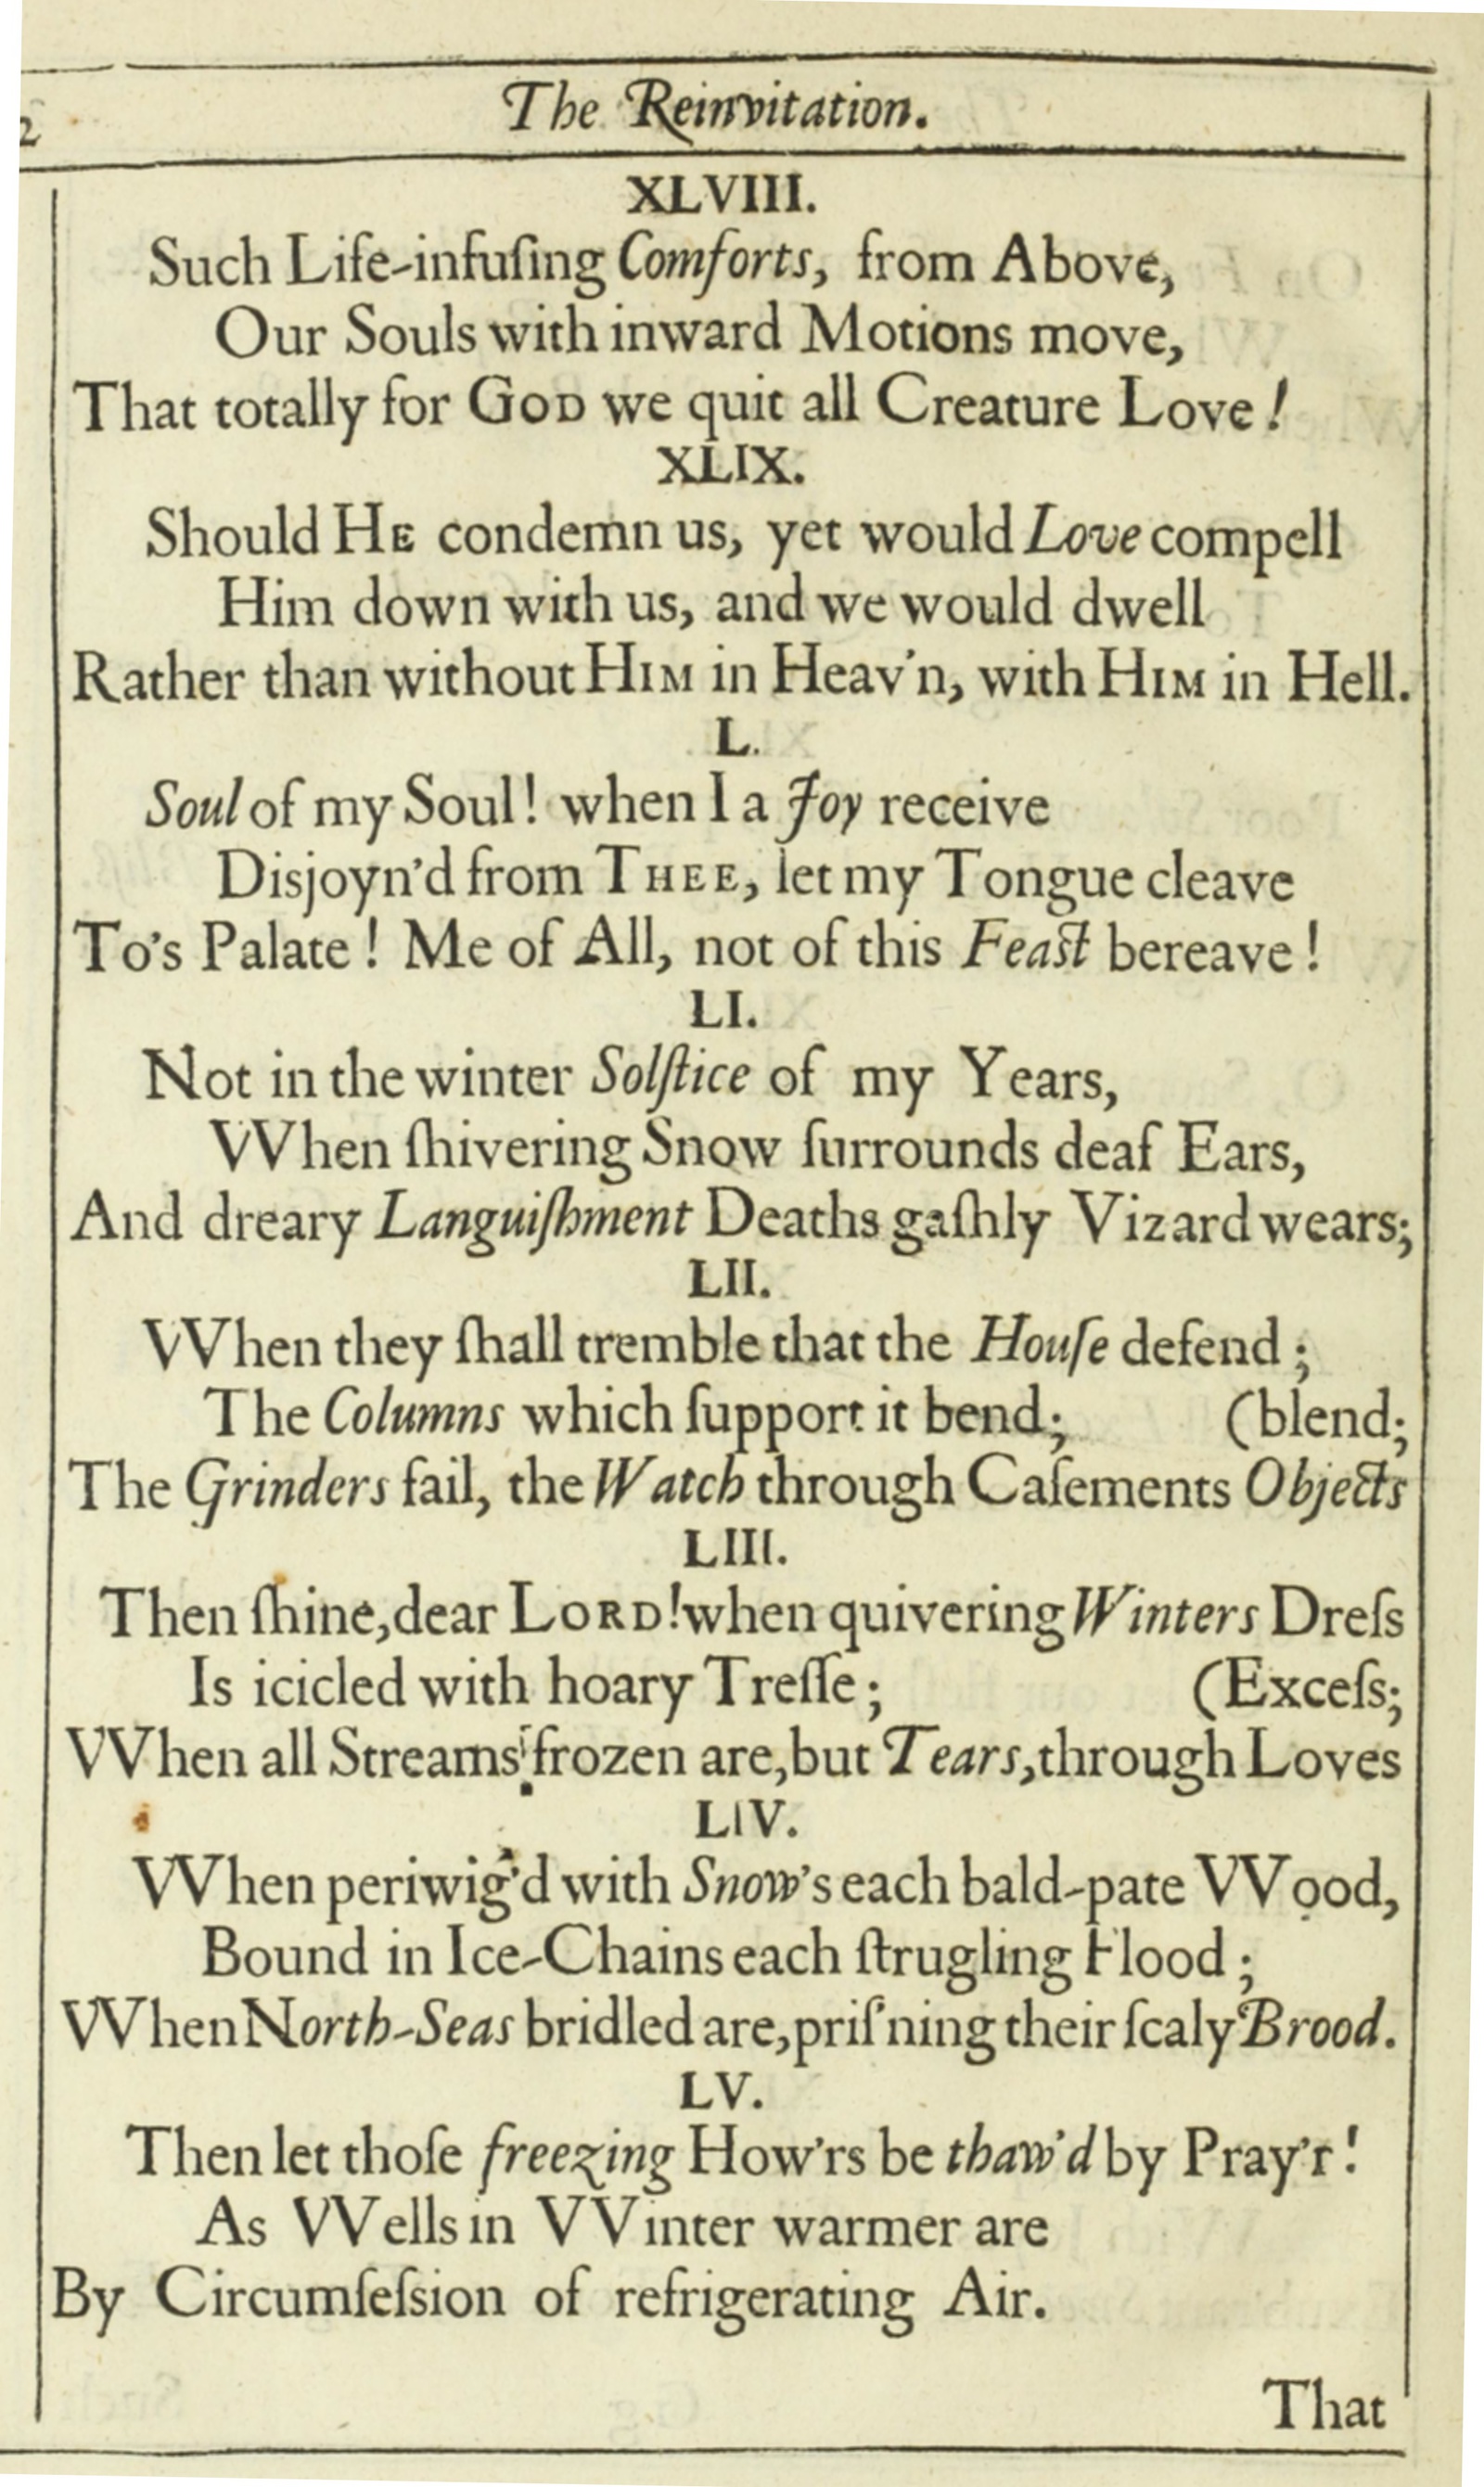 2
The Reinvitation.
XLVIII.
Such Life-infuſing Comforts, from Above,
Our Souls with inward Motions move,
That totally for GOD we quit all Creature Love!
XLIX.
Should HE condemn us, yet would Love compell
Him down with us, and we would dwell
Rather than without HIM in Heav'n, with HIM in Hell.
L.
Soul of my Soul! when I a Joy receive
Disjoyn'd from THEE, let my Tongue cleave
To's Palate! Me of All, not of this Feaſt bereave!
LI.
Not in the winter Solſtice of my Years,
When ſhivering Snow ſurrounds deaf Ears,
And dreary Languiſhment Deaths gaſhly Vizard wears;
LII.
When they ſhall tremble that the Houſe defend;
The Columns which ſupport it bend; (blend;
The Grinders fail, the Watch through Caſements Objects
LIII.
Then ſhine, dear LORD! when quivering Winters Dreſs
Is icicled with hoary Treſſe; (Exceſs;
When all Streams frozen are, but Tears, through Loves
LIV.
When periwig'd with Snow's each bald-pate Wood,
Bound in Ice-Chains each ſtrugling Flood;
When North-Seas bridled are, priſ'ning their ſcaly Brood.
LV.
Then let thoſe freezing How'rs be thaw'd by Pray'r!
As Wells in Winter warmer are
By Circumſeſsion of refrigerating Air.
That